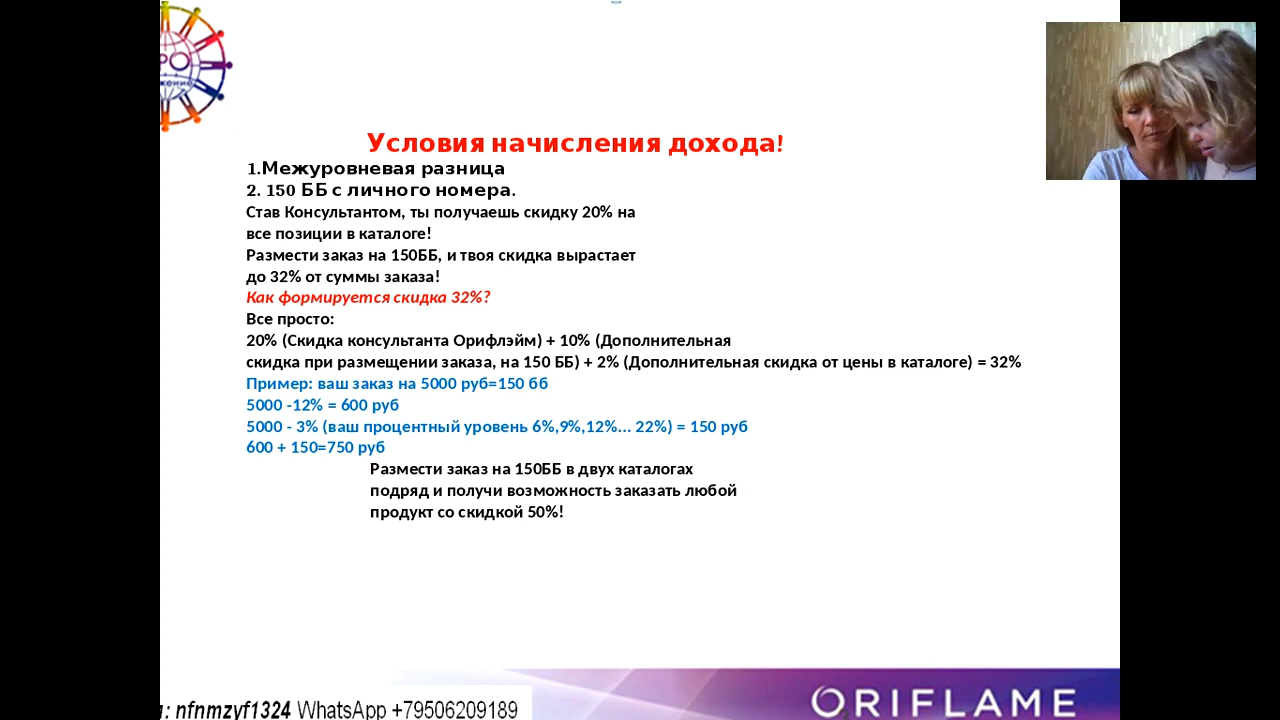 РО
жение
Условия начисления дохода!
1.Межуровневая разница
2. 150 ББ с личного номера.
Став Консультантом, ты получаешь скидку 20% на
все позиции в каталоге!
Размести заказ на 150ББ, и твоя скидка вырастает
до 32% от суммы заказа!
Как формируется скидка 32%?
Все просто:
20% (Скидка консультанта Орифлэйм) + 10% (Дополнительная
скидка при размещении заказа, на 150 ББ) + 2% (Дополнительная скидка от цены в каталоге) = 32%
Пример: ваш заказ на 5000 руб=150 бб
5000 -12% = 600 руб
5000 - 3% (ваш процентный уровень 6%,9%,12%... 22%) = 150 руб
600 + 150=750 руб
Размести заказ на 150ББ в двух каталогах
подряд и получи возможность заказать любой
продукт со скидкой 50%!
: nfnmzyf1324 WhatsApp +79506209189
ORIFLAME